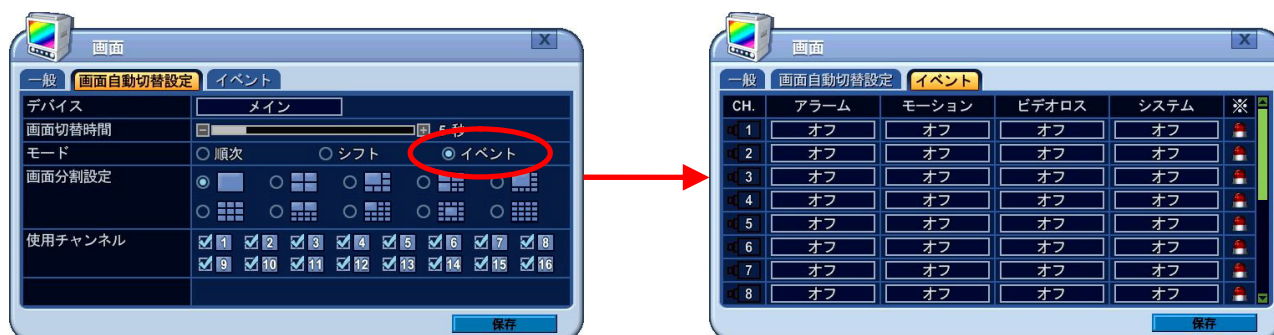 画面
X
一般 画面自動切替設定 イベント
デバイス メイン
画面切替時間 5 秒
モード 順次 シフト イベント
画面分割設定
使用チャンネル 1 2 3 4 5 6 7 8
9 10 11 12 13 14 15 16
保存
画面
X
一般 画面自動切替設定 イベント
CH. アラーム モーション ビデオロス システム ※
1 オフ オフ オフ オフ
2 オフ オフ オフ オフ
3 オフ オフ オフ オフ
4 オフ オフ オフ オフ
5 オフ オフ オフ オフ
6 オフ オフ オフ オフ
7 オフ オフ オフ オフ
8 オフ オフ オフ オフ
保存